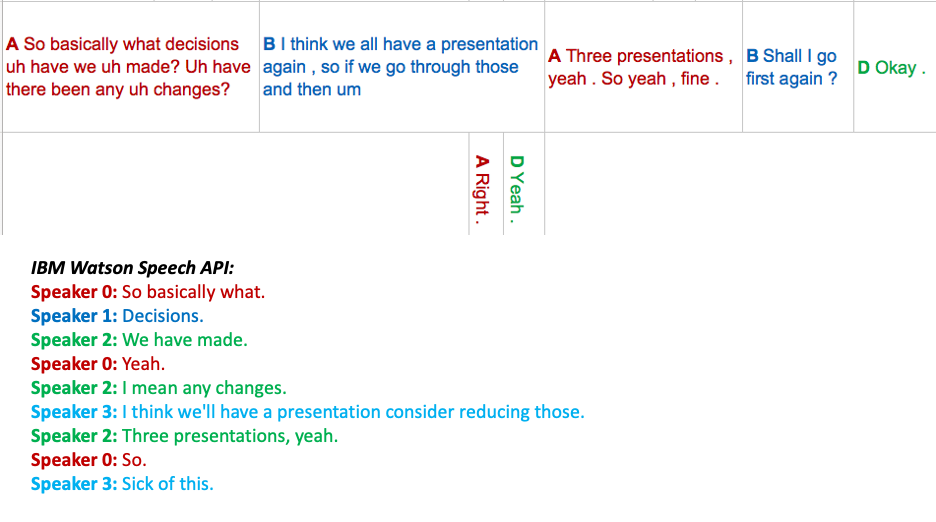 A So basically what decisions
uh have we uh made? Uh have
there been any uh changes?
B I think we all have a presentation
again , so if we go through those
and then um
A Three presentations ,
yeah . So yeah , fine .
B Shall I go
first again ?
D Okay .
A Right .
D Yeah .
IBM Watson Speech API:
Speaker 0: So basically what.
Speaker 1: Decisions.
Speaker 2: We have made.
Speaker 0: Yeah.
Speaker 2: I mean any changes.
Speaker 3: I think we'll have a presentation consider reducing those.
Speaker 2: Three presentations, yeah.
Speaker 0: So.
Speaker 3: Sick of this.